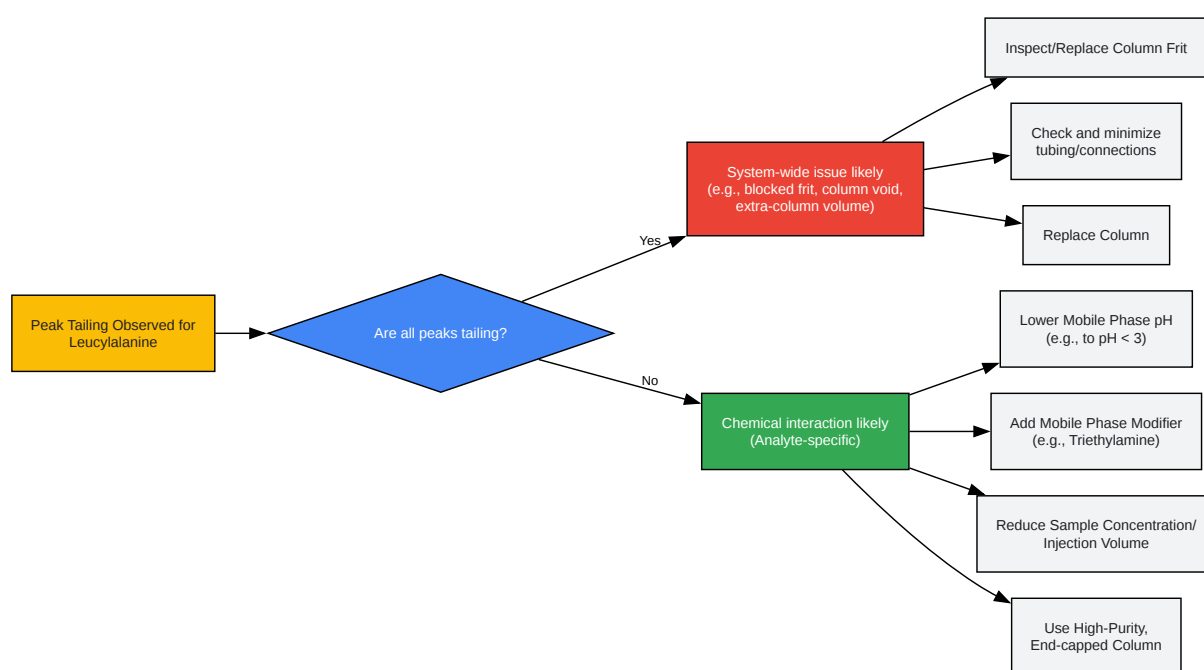 Peak Tailing Observed for
Leucylalanine
Are all peaks tailing?
Yes
System-wide issue likely
(e.g., blocked frit, column void,
extra-column volume)
Inspect/Replace Column Frit
Check and minimize
tubing/connections
Replace Column
No
Chemical interaction likely
(Analyte-specific)
Lower Mobile Phase pH
(e.g., to pH < 3)
Add Mobile Phase Modifier
(e.g., Triethylamine)
Reduce Sample Concentration/
Injection Volume
Use High-Purity,
End-capped Column